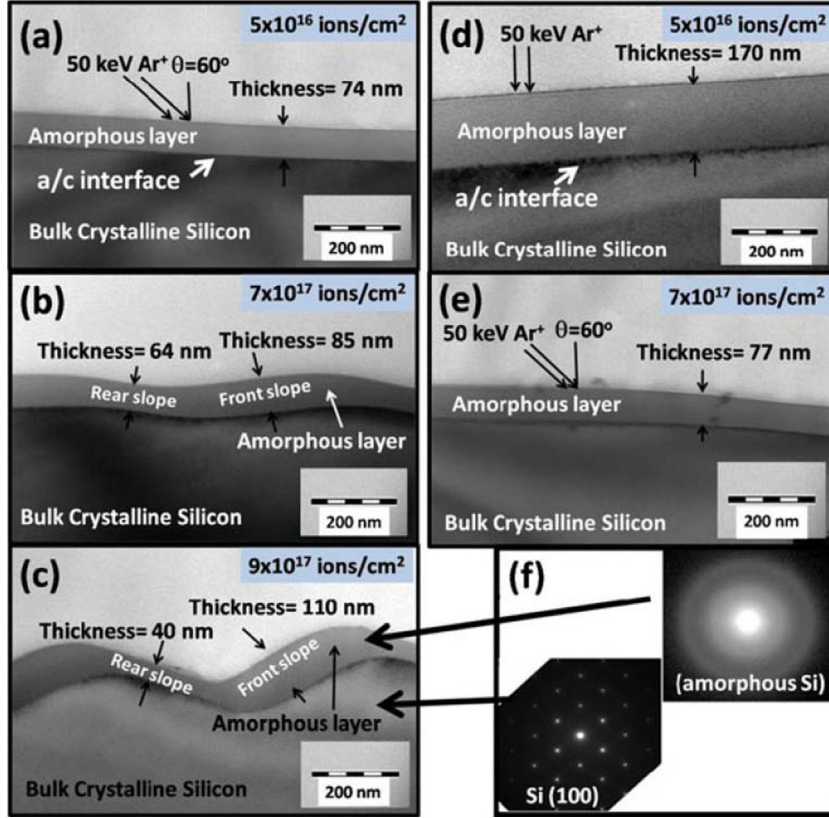 (a)
5x10¹⁶ ions/cm²
50 keV Ar⁺ θ=60°
Thickness= 74 nm
Amorphous layer
a/c interface
Bulk Crystalline Silicon
200 nm
(b)
7x10¹⁷ ions/cm²
Thickness= 64 nm
Thickness= 85 nm
Rear slope
Front slope
Amorphous layer
Bulk Crystalline Silicon
200 nm
(c)
9x10¹⁷ ions/cm²
Thickness= 110 nm
Thickness= 40 nm
Rear slope
Front slope
Amorphous layer
Bulk Crystalline Silicon
200 nm
(d)
5x10¹⁶ ions/cm²
50 keV Ar⁺
Thickness= 170 nm
Amorphous layer
a/c interface
Bulk Crystalline Silicon
200 nm
(e)
7x10¹⁷ ions/cm²
50 keV Ar⁺ θ=60°
Thickness= 77 nm
Amorphous layer
Bulk Crystalline Silicon
200 nm
(f)
(amorphous Si)
Si (100)